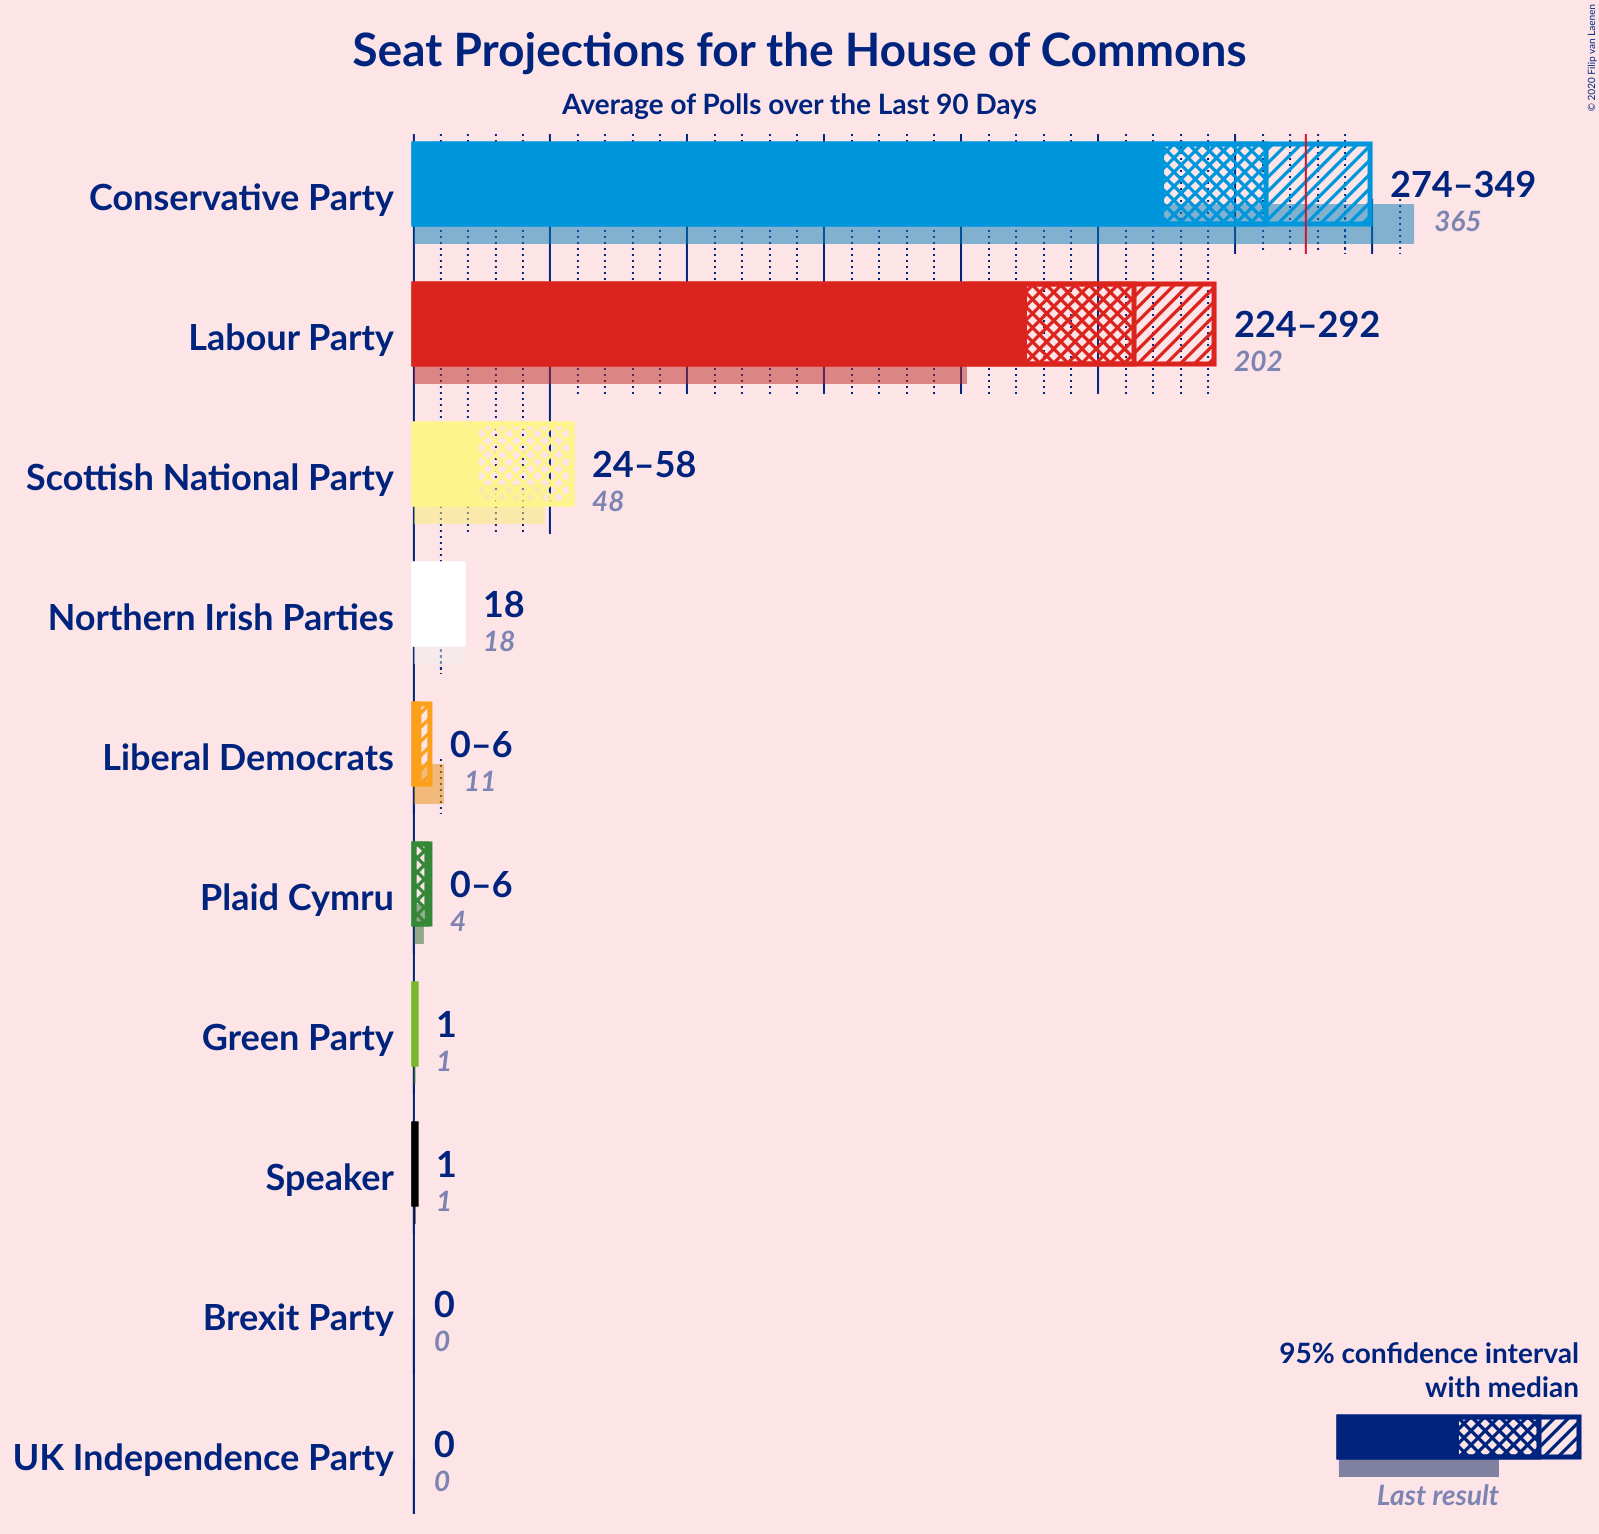 Seat Projections for the House of Commons
Average of Polls over the Last 90 Days
© 2020 Filip van Laenen
Conservative Party
274–349
365
Labour Party
224–292
202
Scottish National Party
24–58
48
Northern Irish Parties
18
18
Liberal Democrats
0–6
11
Plaid Cymru
0–6
4
Green Party
1
1
Speaker
1
1
Brexit Party
0
0
UK Independence Party
0
0
95% confidence interval
with median
Last result